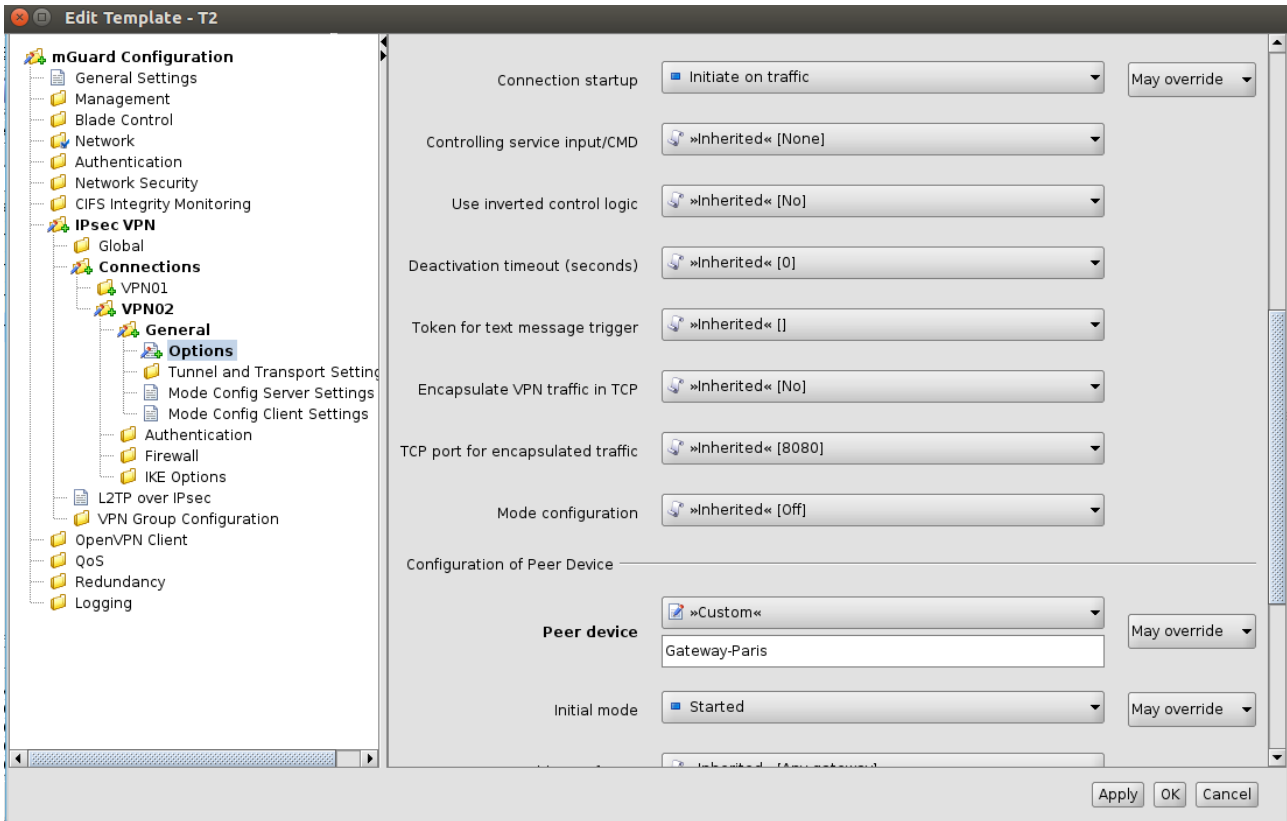 Edit Template - T2
mGuard Configuration
General Settings
Management
Blade Control
Network
Authentication
Network Security
CIFS Integrity Monitoring
IPsec VPN
Global
Connections
VPN01
VPN02
General
Options
Tunnel and Transport Setting
Mode Config Server Settings
Mode Config Client Settings
Authentication
Firewall
IKE Options
L2TP over IPsec
VPN Group Configuration
OpenVPN Client
QoS
Redundancy
Logging
Connection startup Initiate on traffic May override
Controlling service input/CMD »Inherited« [None]
Use inverted control logic »Inherited« [No]
Deactivation timeout (seconds) »Inherited« [0]
Token for text message trigger »Inherited« []
Encapsulate VPN traffic in TCP »Inherited« [No]
TCP port for encapsulated traffic »Inherited« [8080]
Mode configuration »Inherited« [Off]
Configuration of Peer Device
Peer device »Custom« May override
Gateway-Paris
Initial mode Started May override
»Inherited« [Any gateway]
Apply OK Cancel